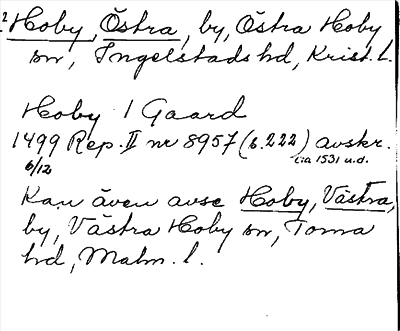 Hoby, Östra, by, Östra Hoby
sn, Ingelstads hd, Krist. L.
Hoby 1 Gaard
1499 Rep. II nr 8957 (s. 222) avskr.
6/12 ca 1531 u.d.
Kan även avse Hoby, Västra,
by, Västra Hoby sn, Torna
hd, Malm. l.